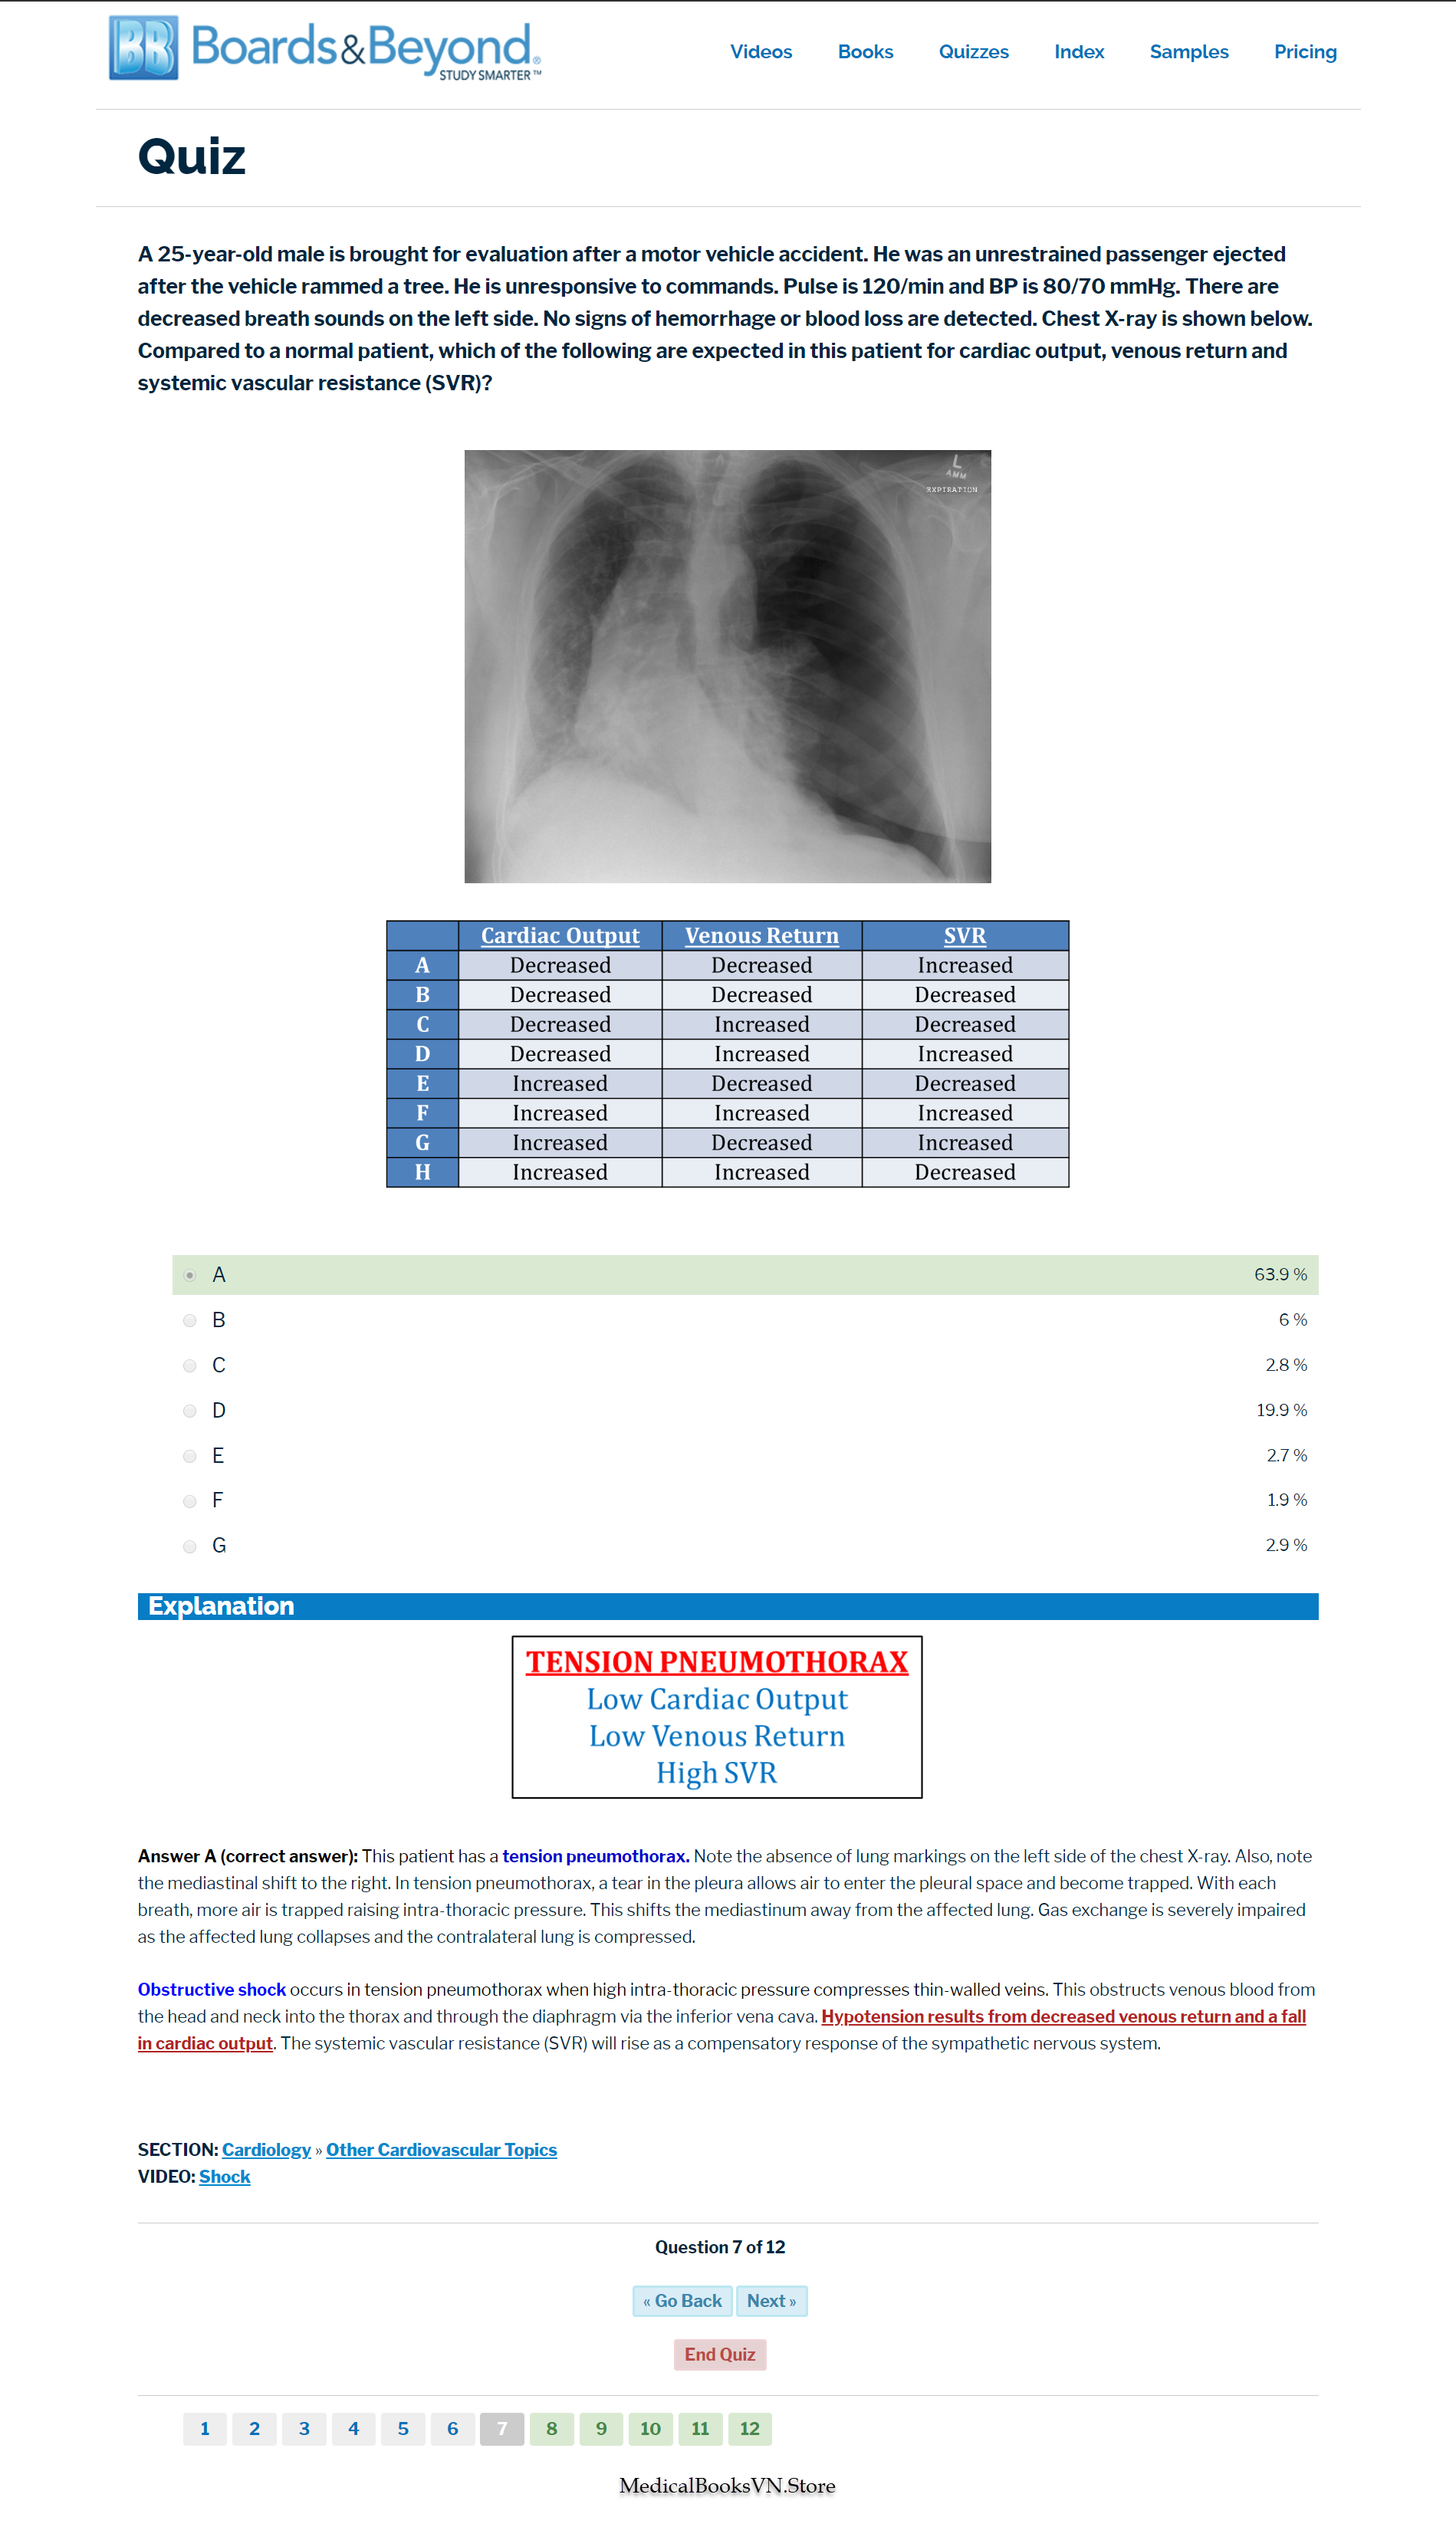 BB Boards&Beyond®
STUDY SMARTER™
Videos Books Quizzes Index Samples Pricing
Quiz
A 25-year-old male is brought for evaluation after a motor vehicle accident. He was an unrestrained passenger ejected
after the vehicle rammed a tree. He is unresponsive to commands. Pulse is 120/min and BP is 80/70 mmHg. There are
decreased breath sounds on the left side. No signs of hemorrhage or blood loss are detected. Chest X-ray is shown below.
Compared to a normal patient, which of the following are expected in this patient for cardiac output, venous return and
systemic vascular resistance (SVR)?
L
AMM
EXPIRATION
Cardiac Output Venous Return SVR
A Decreased Decreased Increased
B Decreased Decreased Decreased
C Decreased Increased Decreased
D Decreased Increased Increased
E Increased Decreased Decreased
F Increased Increased Increased
G Increased Decreased Increased
H Increased Increased Decreased
A 63.9 %
B 6 %
C 2.8 %
D 19.9 %
E 2.7 %
F 1.9 %
G 2.9 %
Explanation
TENSION PNEUMOTHORAX
Low Cardiac Output
Low Venous Return
High SVR
Answer A (correct answer): This patient has a tension pneumothorax. Note the absence of lung markings on the left side of the chest X-ray. Also, note
the mediastinal shift to the right. In tension pneumothorax, a tear in the pleura allows air to enter the pleural space and become trapped. With each
breath, more air is trapped raising intra-thoracic pressure. This shifts the mediastinum away from the affected lung. Gas exchange is severely impaired
as the affected lung collapses and the contralateral lung is compressed.
Obstructive shock occurs in tension pneumothorax when high intra-thoracic pressure compresses thin-walled veins. This obstructs venous blood from
the head and neck into the thorax and through the diaphragm via the inferior vena cava. Hypotension results from decreased venous return and a fall
in cardiac output. The systemic vascular resistance (SVR) will rise as a compensatory response of the sympathetic nervous system.
SECTION: Cardiology » Other Cardiovascular Topics
VIDEO: Shock
Question 7 of 12
« Go Back Next »
End Quiz
1 2 3 4 5 6 7 8 9 10 11 12
MedicalBooksVN.Store